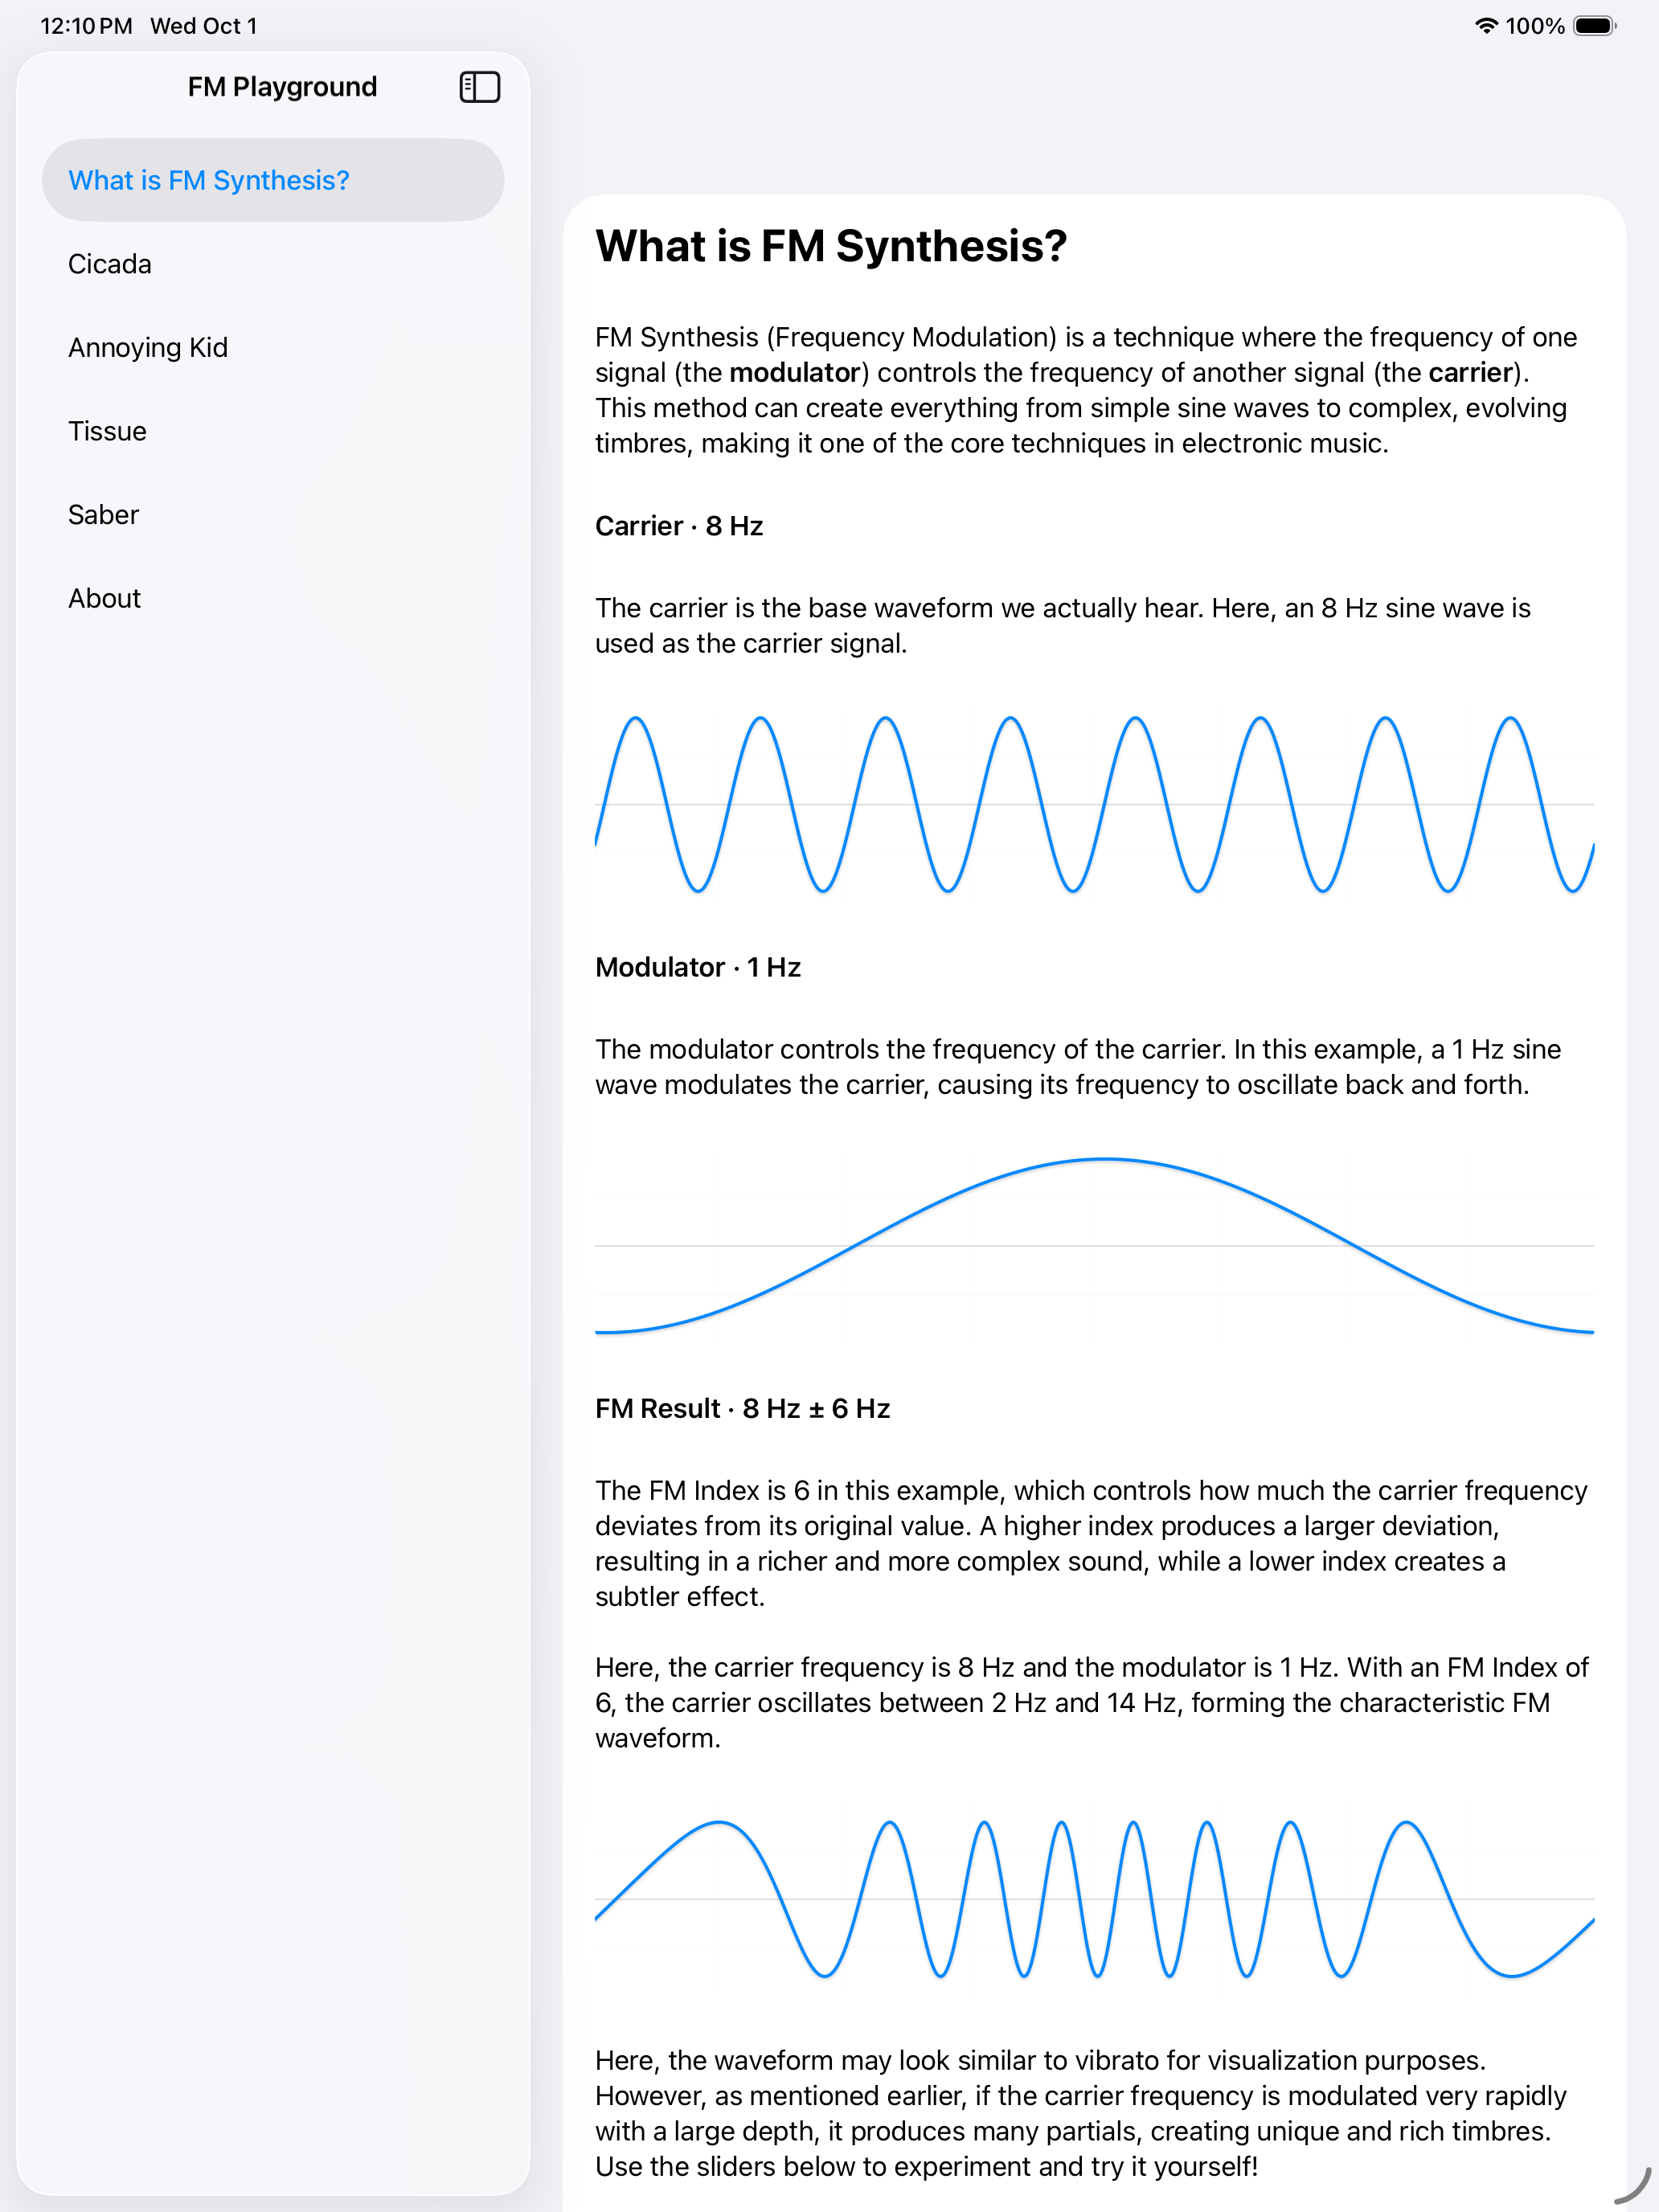 12:10 PM Wed Oct 1
100%
FM Playground
What is FM Synthesis?
Cicada
Annoying Kid
Tissue
Saber
About
What is FM Synthesis?
FM Synthesis (Frequency Modulation) is a technique where the frequency of one
signal (the modulator) controls the frequency of another signal (the carrier).
This method can create everything from simple sine waves to complex, evolving
timbres, making it one of the core techniques in electronic music.
Carrier · 8 Hz
The carrier is the base waveform we actually hear. Here, an 8 Hz sine wave is
used as the carrier signal.
Modulator · 1 Hz
The modulator controls the frequency of the carrier. In this example, a 1 Hz sine
wave modulates the carrier, causing its frequency to oscillate back and forth.
FM Result · 8 Hz ± 6 Hz
The FM Index is 6 in this example, which controls how much the carrier frequency
deviates from its original value. A higher index produces a larger deviation,
resulting in a richer and more complex sound, while a lower index creates a
subtler effect.
Here, the carrier frequency is 8 Hz and the modulator is 1 Hz. With an FM Index of
6, the carrier oscillates between 2 Hz and 14 Hz, forming the characteristic FM
waveform.
Here, the waveform may look similar to vibrato for visualization purposes.
However, as mentioned earlier, if the carrier frequency is modulated very rapidly
with a large depth, it produces many partials, creating unique and rich timbres.
Use the sliders below to experiment and try it yourself!